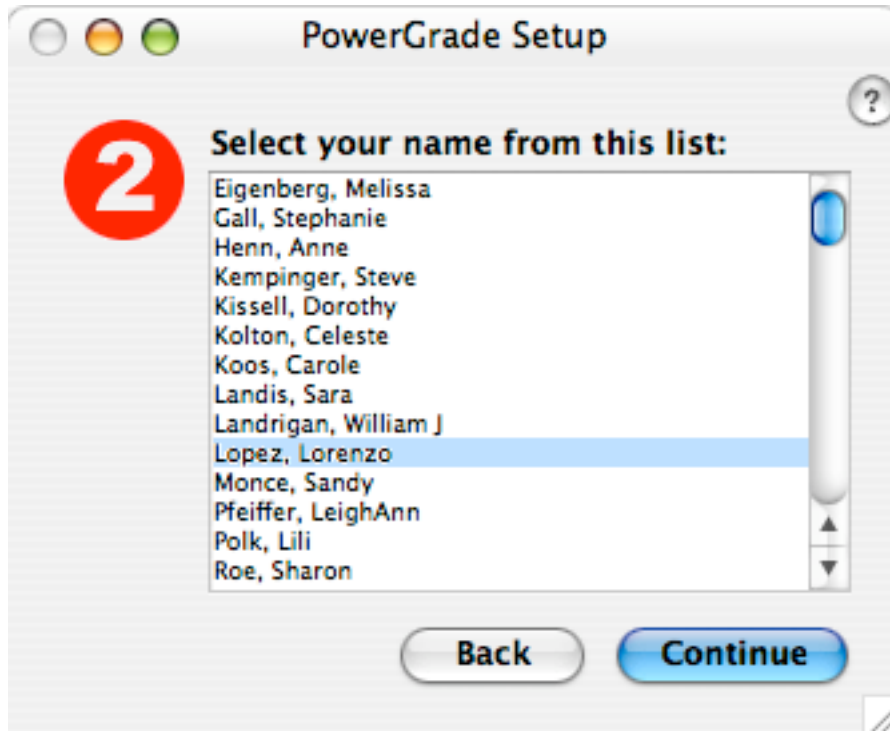 PowerGrade Setup
?
2
Select your name from this list:
Eigenberg, Melissa
Gall, Stephanie
Henn, Anne
Kempinger, Steve
Kissell, Dorothy
Kolton, Celeste
Koos, Carole
Landis, Sara
Landrigan, William J
Lopez, Lorenzo
Monce, Sandy
Pfeiffer, LeighAnn
Polk, Lili
Roe, Sharon
Back
Continue